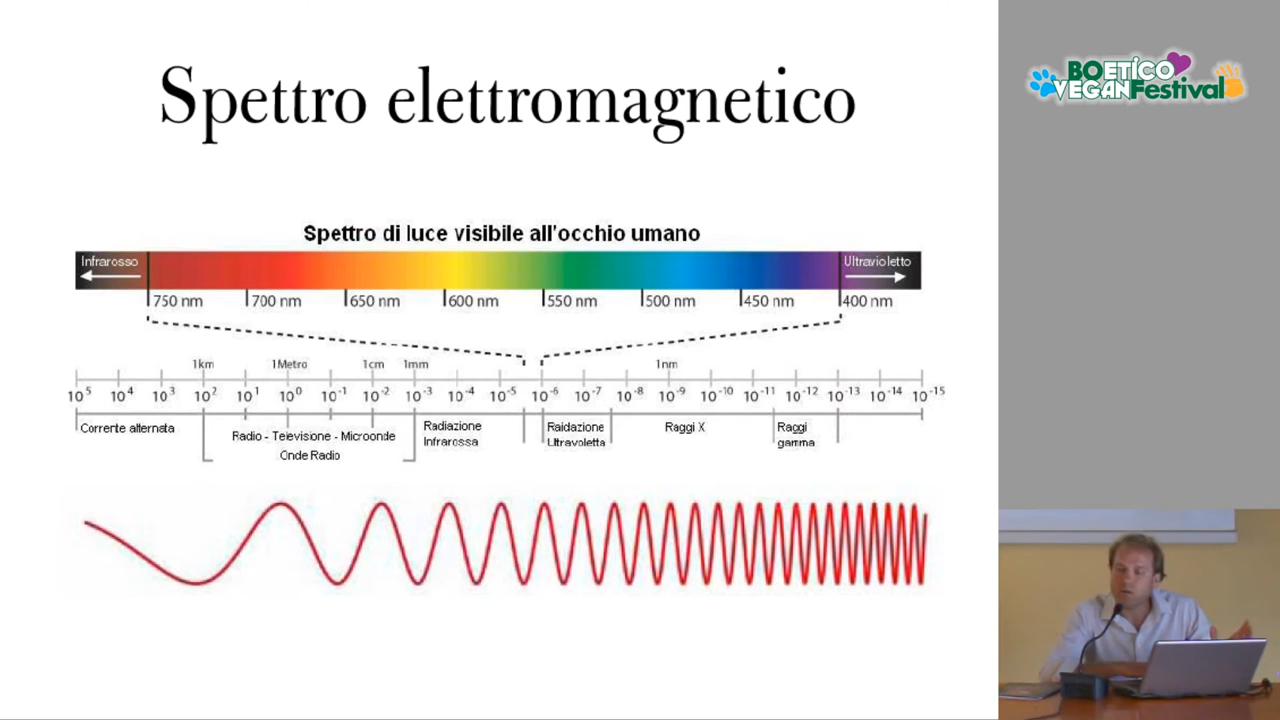 Spettro elettromagnetico
BOETÍCO
VEGANFestival
Spettro di luce visibile all'occhio umano
Infrarosso
Ultravioletto
750 nm 700 nm 650 nm 600 nm 550 nm 500 nm 450 nm 400 nm
1km 1Metro 1cm 1mm 1nm
10⁵ 10⁴ 10³ 10² 10¹ 10⁰ 10⁻¹ 10⁻² 10⁻³ 10⁻⁴ 10⁻⁵ 10⁻⁶ 10⁻⁷ 10⁻⁸ 10⁻⁹ 10⁻¹⁰ 10⁻¹¹ 10⁻¹² 10⁻¹³ 10⁻¹⁴ 10⁻¹⁵
Corrente alternata
Radio - Televisione - Microonde
Onde Radio
Radiazione
Infrarossa
Raidazione
Ultravoletta
Raggi X
Raggi
gamma